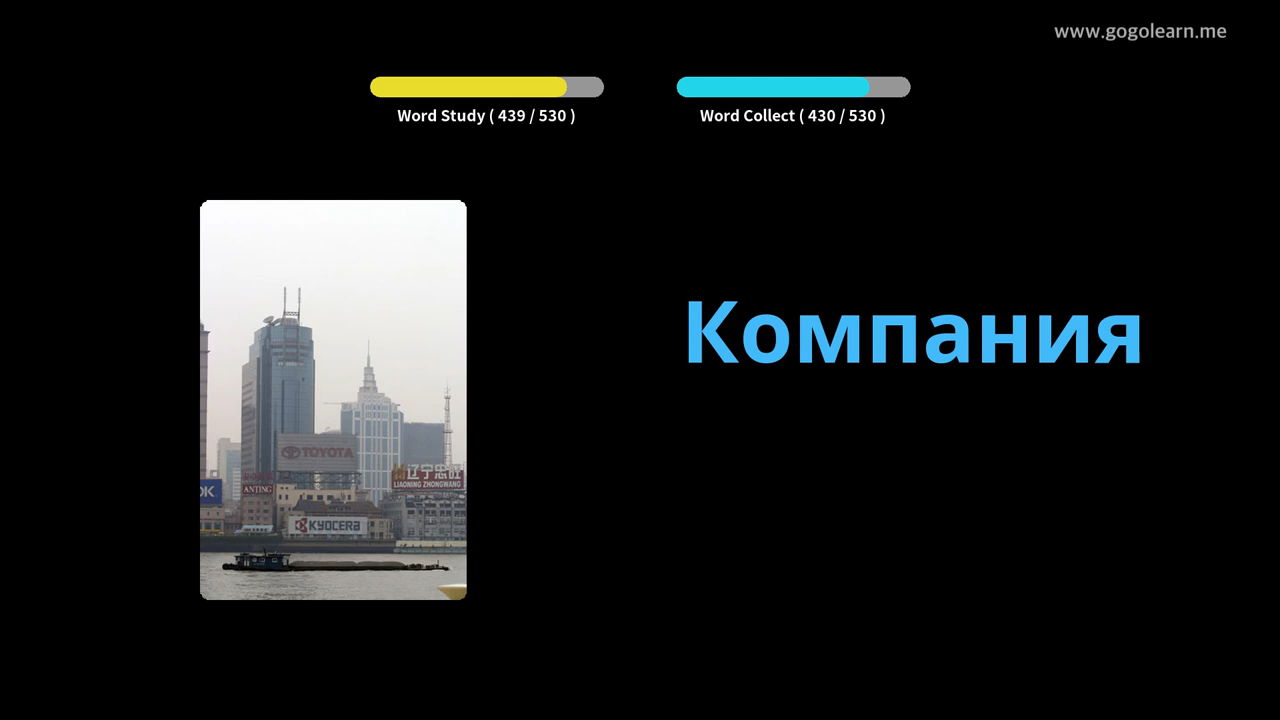 www.gogolearn.me
Word Study ( 439 / 530 )
Word Collect ( 430 / 530 )
Компания
TOYOTA
辽宁忠旺
LIAONING ZHONGWANG
ANTING
KYOCERA